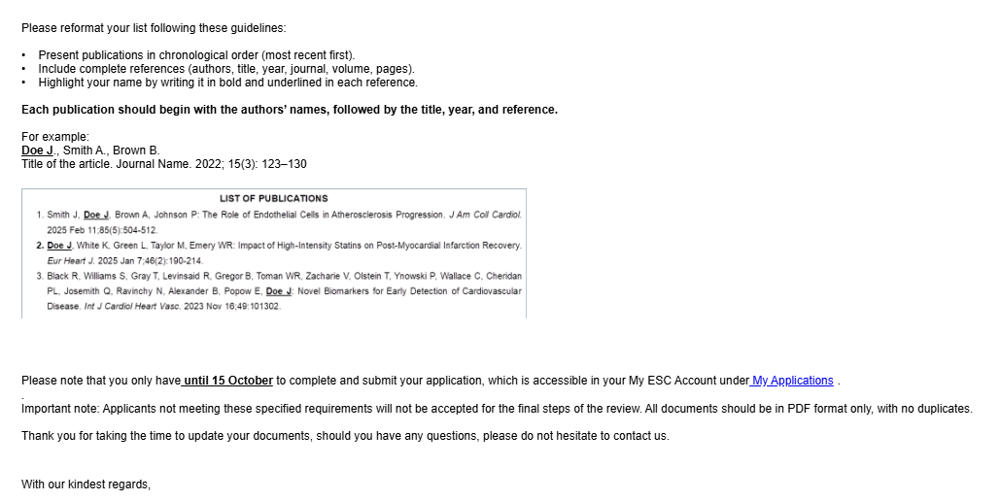 Please reformat your list following these guidelines:
• Present publications in chronological order (most recent first).
• Include complete references (authors, title, year, journal, volume, pages).
• Highlight your name by writing it in bold and underlined in each reference.
Each publication should begin with the authors' names, followed by the title, year, and reference.
For example:
Doe J., Smith A., Brown B.
Title of the article. Journal Name. 2022; 15(3): 123–130
LIST OF PUBLICATIONS
1. Smith J, Doe J, Brown A, Johnson P: The Role of Endothelial Cells in Atherosclerosis Progression. J Am Coll Cardiol.
2025 Feb 11;85(5):504-512.
2. Doe J, White K, Green L, Taylor M, Emery WR: Impact of High-Intensity Statins on Post-Myocardial Infarction Recovery.
Eur Heart J. 2025 Jan 7;46(2):190-214.
3. Black R, Williams S, Gray T, Levinsaid R, Gregor B, Toman WR, Zacharie V, Olstein T, Ynowski P, Wallace C, Cheridan
PL, Josemith Q, Ravinchy N, Alexander B, Popow E, Doe J: Novel Biomarkers for Early Detection of Cardiovascular
Disease. Int J Cardiol Heart Vasc. 2023 Nov 16;49:101302.
Please note that you only have until 15 October to complete and submit your application, which is accessible in your My ESC Account under My Applications .
.
Important note: Applicants not meeting these specified requirements will not be accepted for the final steps of the review. All documents should be in PDF format only, with no duplicates.
Thank you for taking the time to update your documents, should you have any questions, please do not hesitate to contact us.
With our kindest regards,